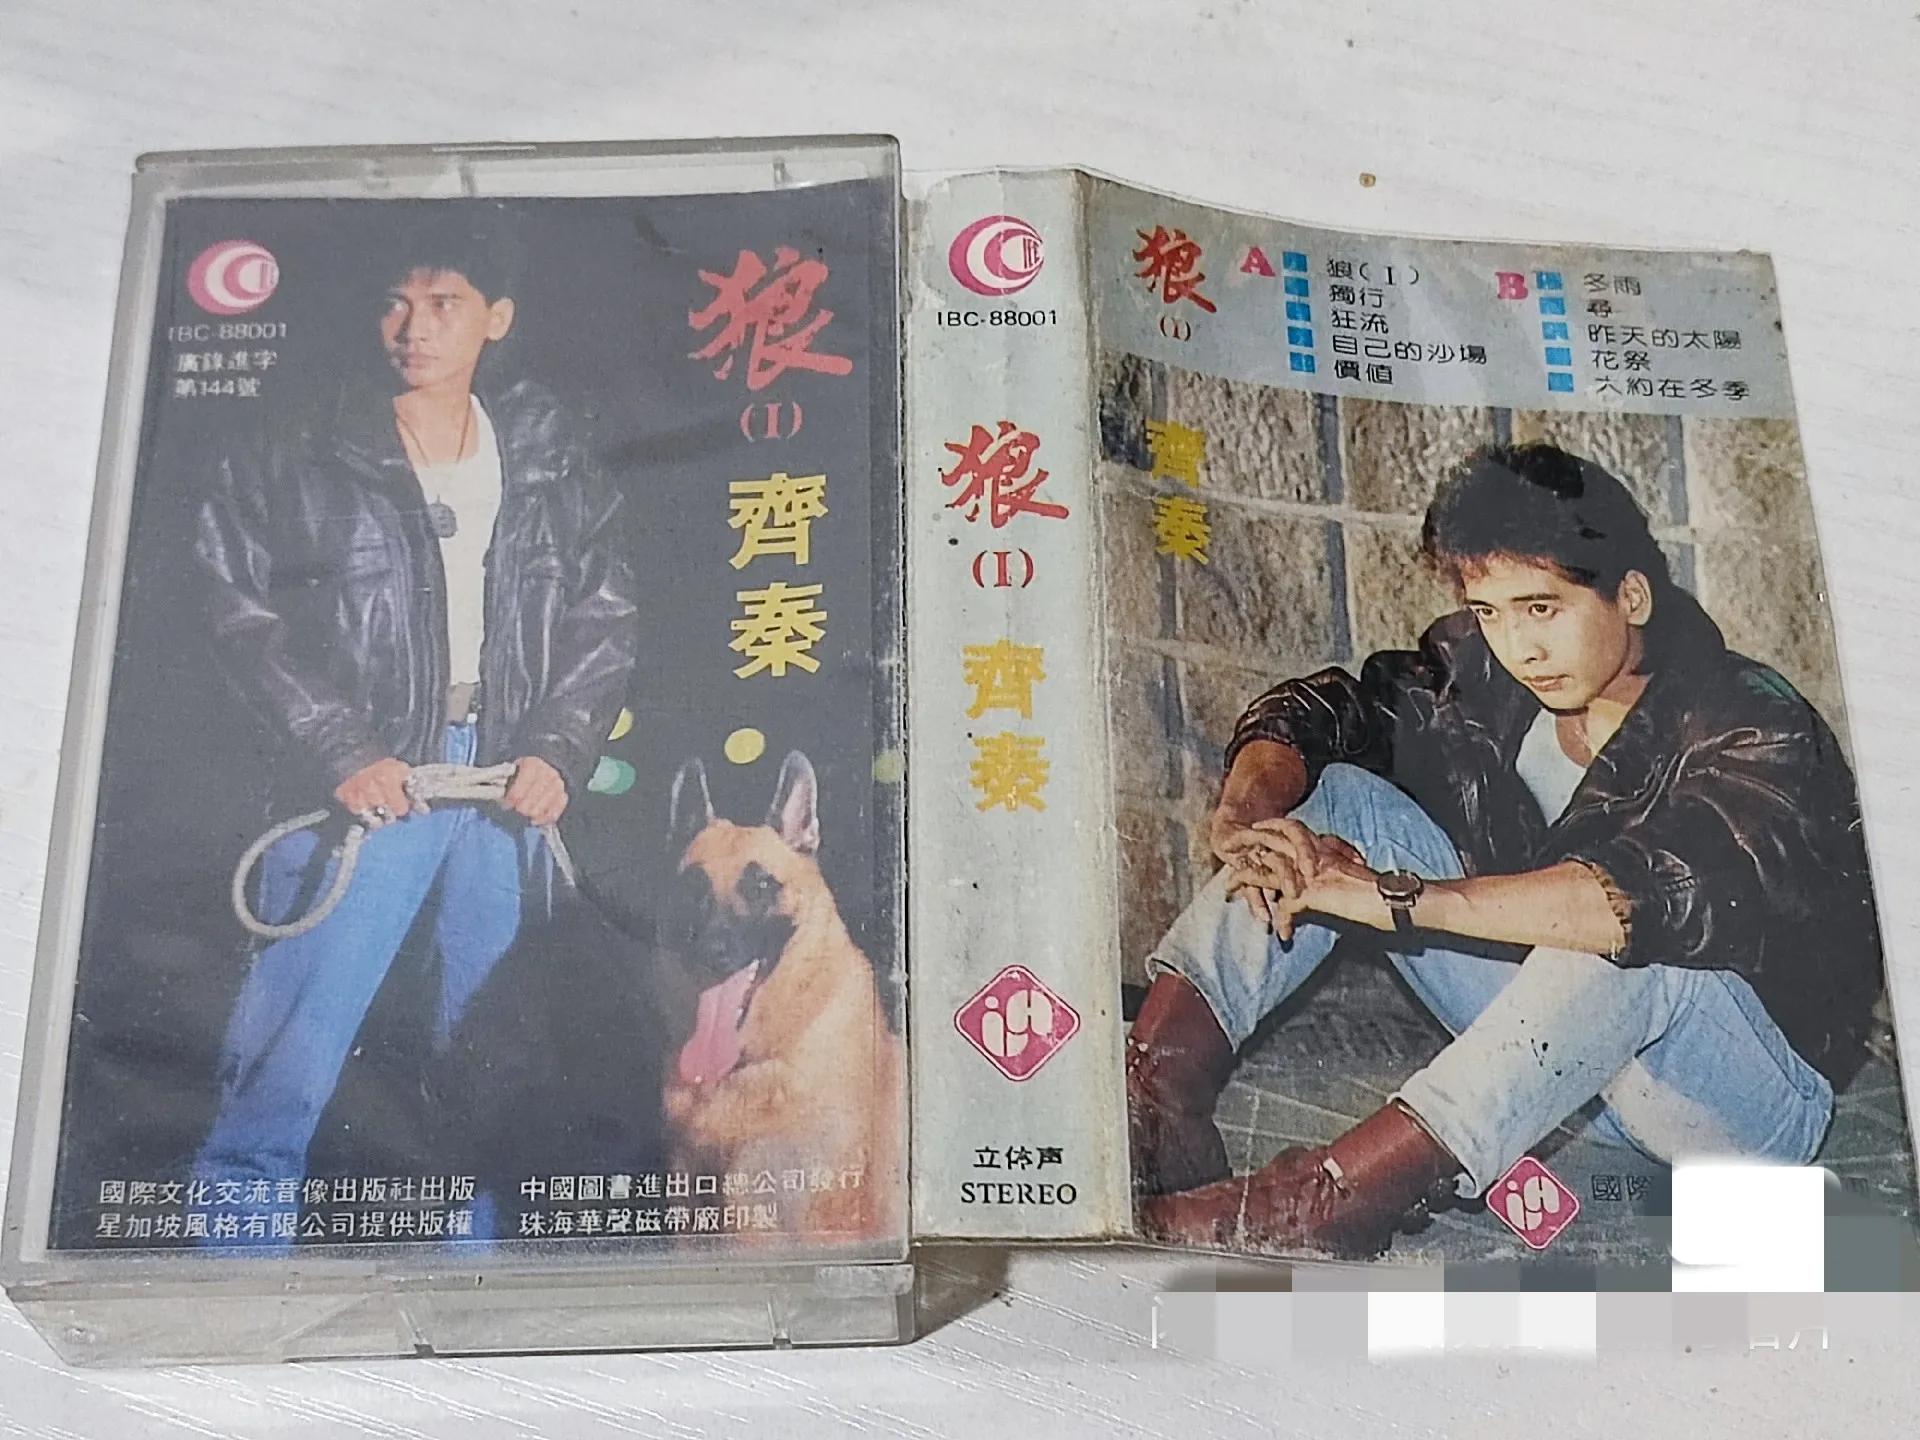 IBC-88001
廣錄進字
第144號
狼
(I)
齊秦
國際文化交流音像出版社出版
星加坡風格有限公司提供版權
中國圖書進出口總公司發行
珠海華聲磁帶廠印製
IBC-88001
狼
(I)
齊秦
立体声
STEREO
狼
(I)
A
狼(I)
獨行
狂流
自己的沙場
價值
B
冬雨
尋
昨天的太陽
花祭
大約在冬季
齊秦
國際